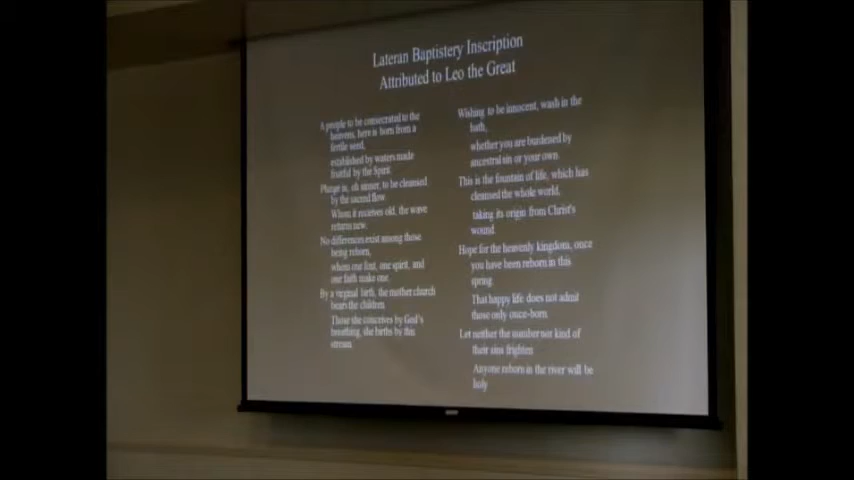 Lateran Baptistery Inscription
Attributed to Leo the Great
A people to be consecrated to the
heavens, here is born from a
fertile seed,
established by waters made
fruitful by the Spirit.
Plunge in, oh sinner, to be cleansed
by the sacred flow.
Whom it receives old, the wave
returns new.
No differences exist among those
being reborn,
whom one font, one spirit, and
one faith make one.
By a virginal birth, the mother church
bears the children
Those she conceives by God's
breathing, she births by this
stream.
Wishing to be innocent, wash in the
bath,
whether you are burdened by
ancestral sin or your own.
This is the fountain of life, which has
cleansed the whole world,
taking its origin from Christ's
wound.
Hope for the heavenly kingdom, once
you have been reborn in this
spring.
That happy life does not admit
those only once-born.
Let neither the number nor kind of
their sins frighten
Anyone reborn in the river will be
holy